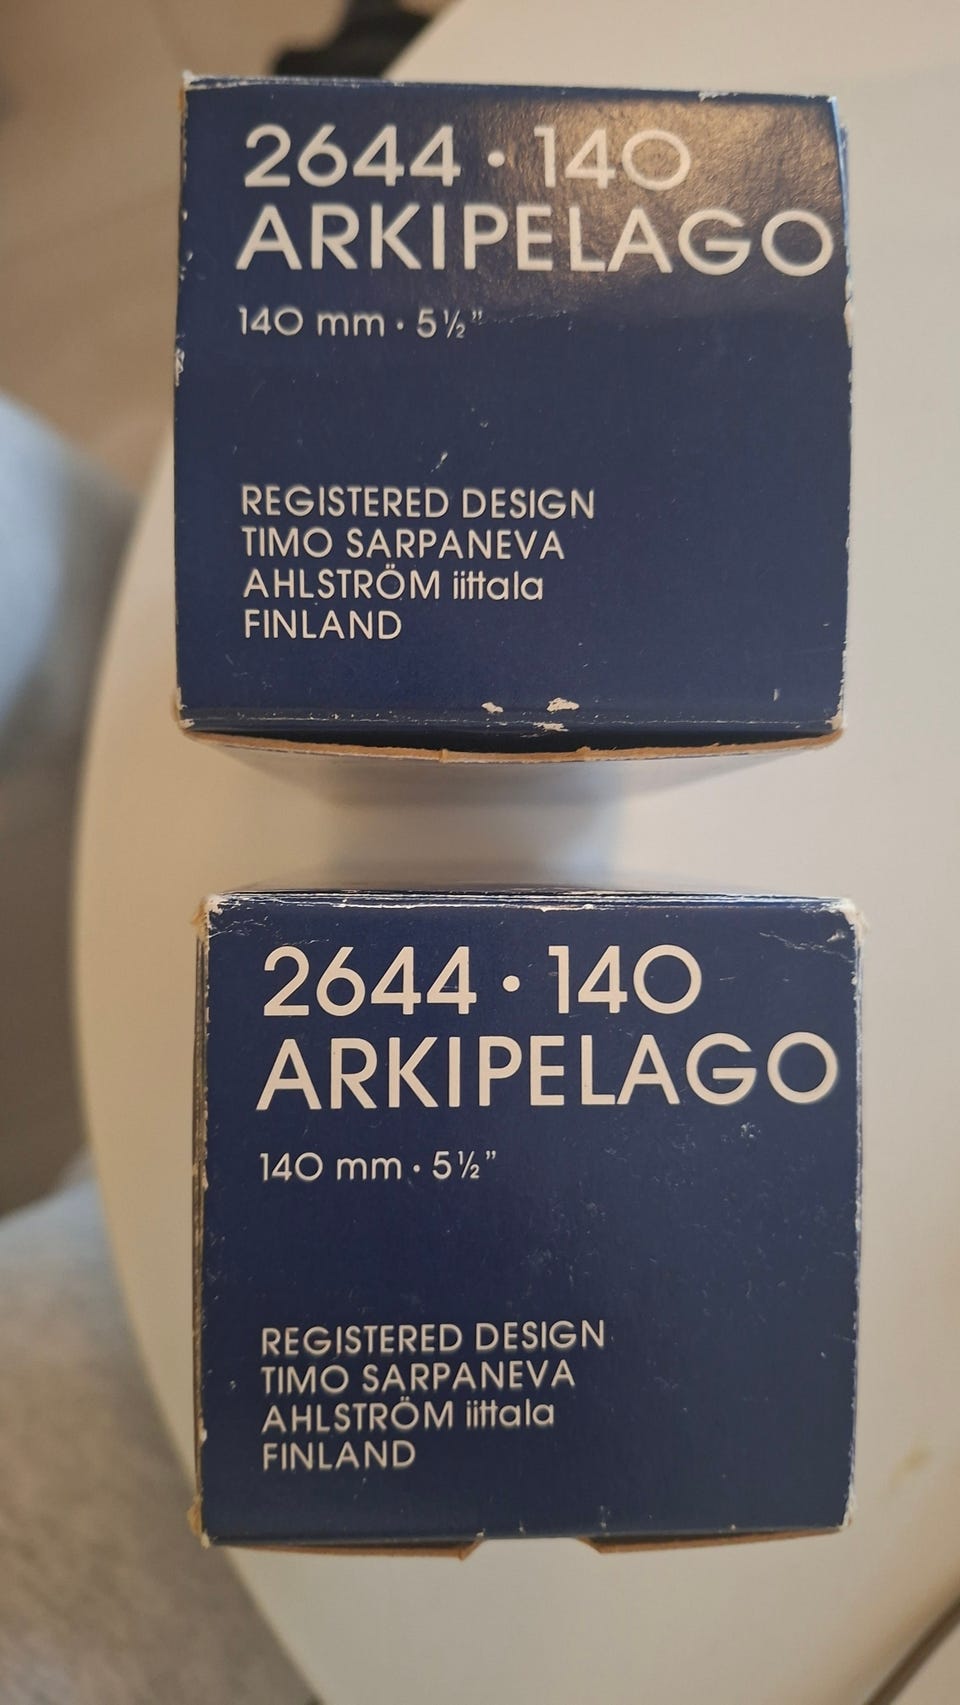 2644 • 140
ARKIPELAGO
140 mm • 5½"
REGISTERED DESIGN
TIMO SARPANEVA
AHLSTRÖM iittala
FINLAND
2644 • 140
ARKIPELAGO
140 mm • 5½"
REGISTERED DESIGN
TIMO SARPANEVA
AHLSTRÖM iittala
FINLAND